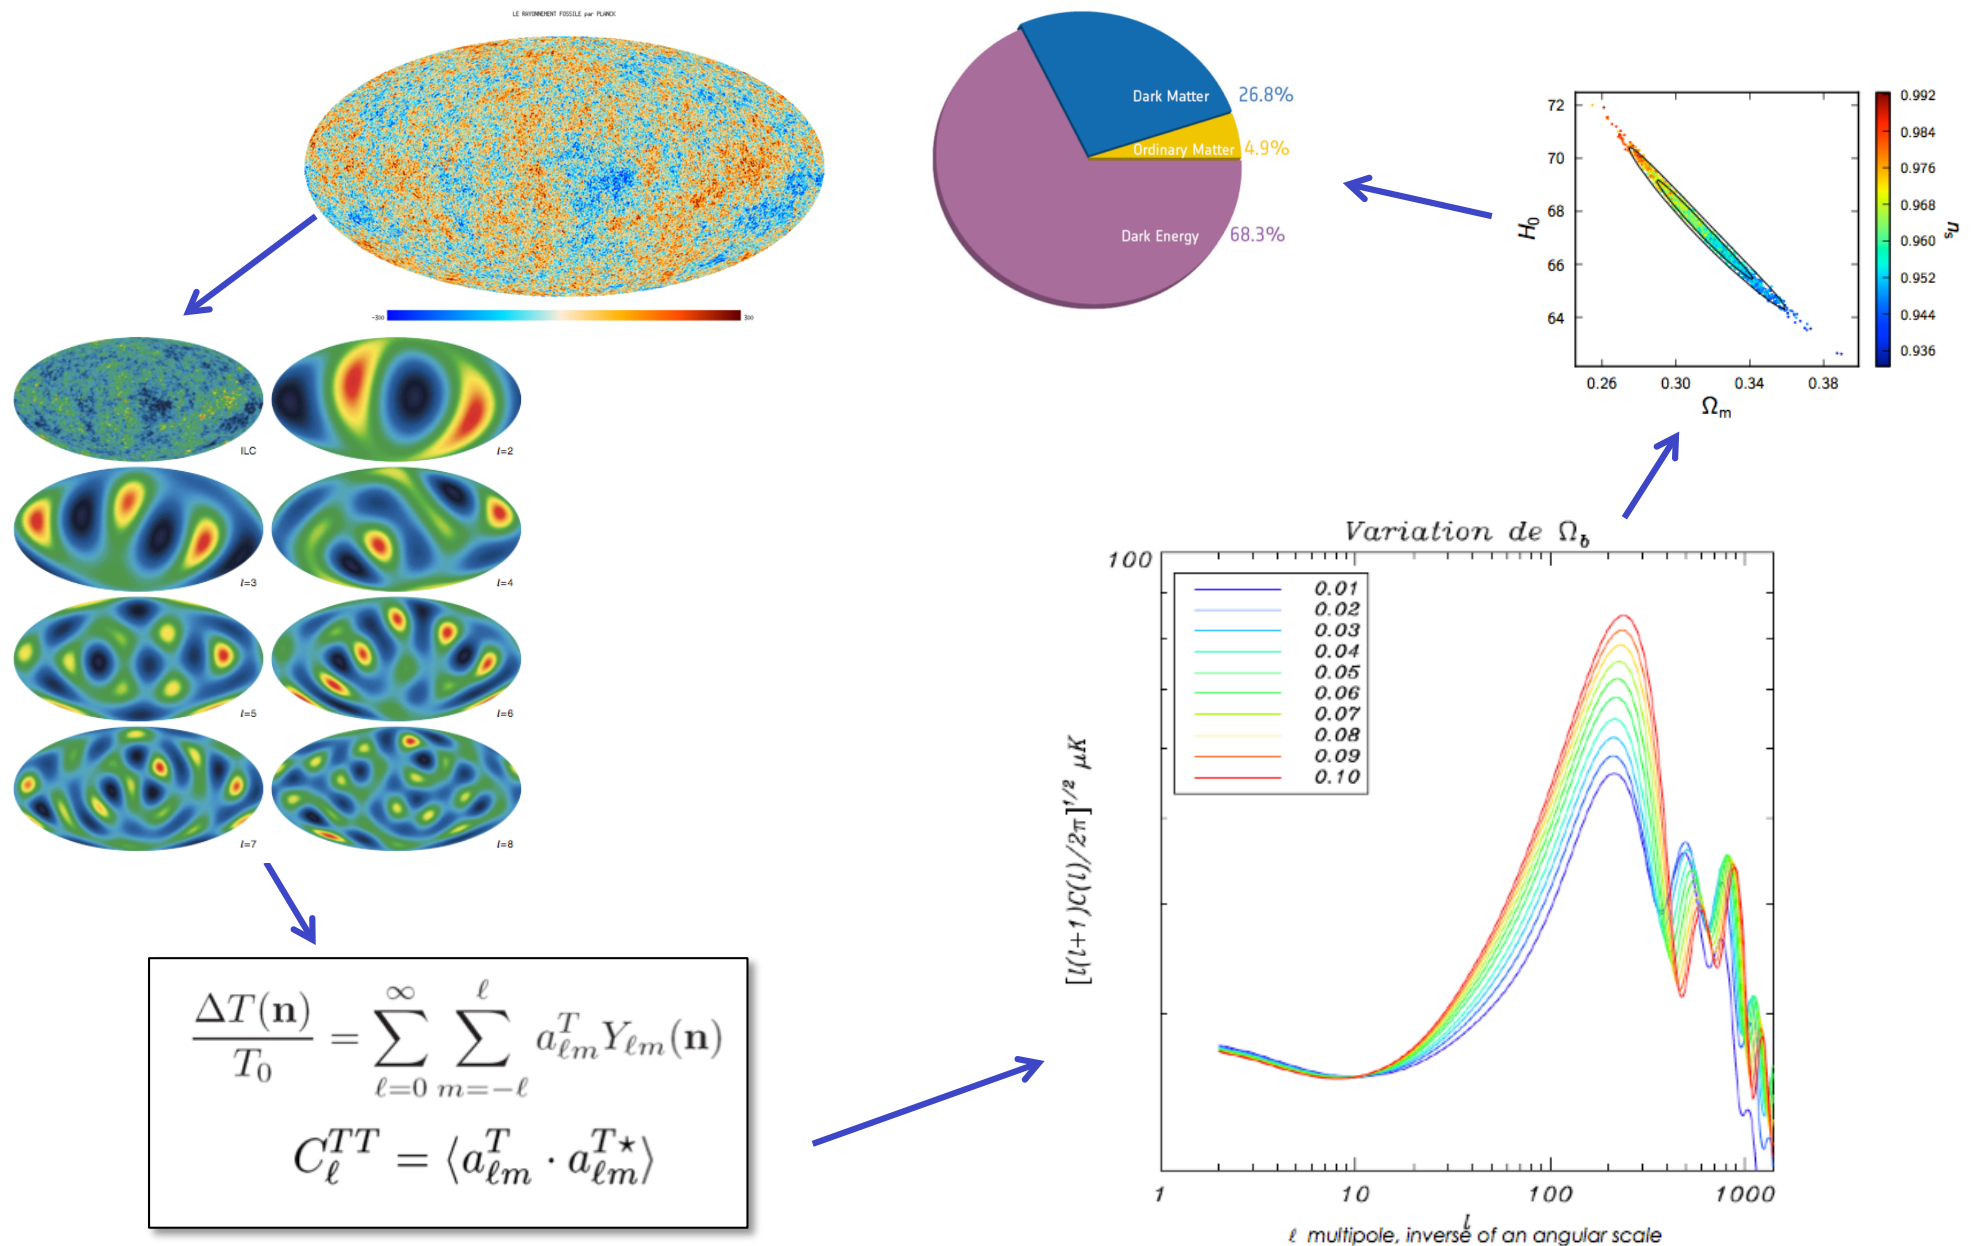 LE RAYONNEMENT FOSSILE par PLANCK
-300
300
Dark Matter
26.8%
Ordinary Matter
4.9%
Dark Energy
68.3%
72
70
68
66
64
H₀
0.26
0.30
0.34
0.38
Ωₘ
0.992
0.984
0.976
0.968
0.960
0.952
0.944
0.936
nₛ
ILC
l=2
l=3
l=4
l=5
l=6
l=7
l=8
ΔT(n)/T₀ = ∑_{ℓ=0}^{∞} ∑_{m=−ℓ}^{ℓ} a^T_{ℓm} Y_{ℓm}(n)
C_ℓ^{TT} = ⟨a^T_{ℓm} · a^{T⋆}_{ℓm}⟩
Variation de Ω_b
100
0.01
0.02
0.03
0.04
0.05
0.06
0.07
0.08
0.09
0.10
[l(l+1)C(l)/2π]^{1/2} μK
1
10
100
1000
l
ℓ multipole, inverse of an angular scale